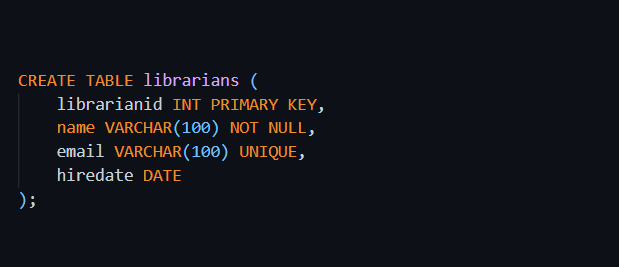 CREATE TABLE librarians (
    librarianid INT PRIMARY KEY,
    name VARCHAR(100) NOT NULL,
    email VARCHAR(100) UNIQUE,
    hiredate DATE
);